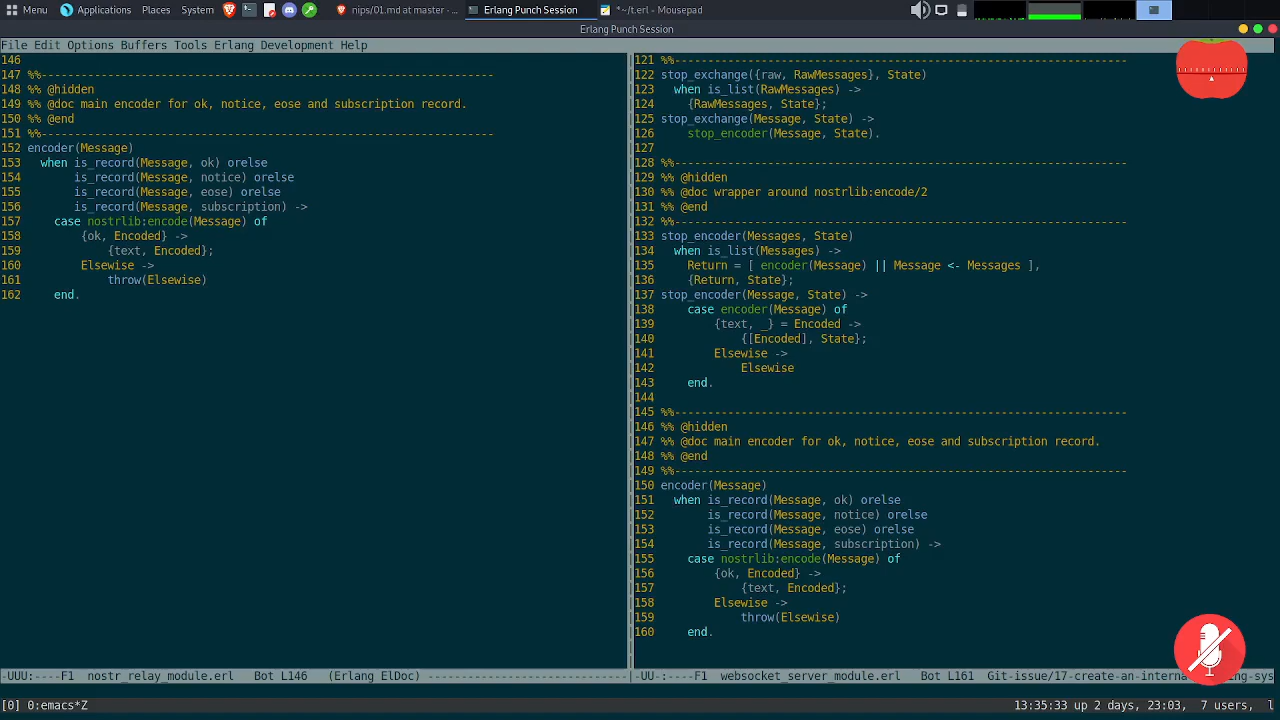 Menu Applications Places System nips/01.md at master - ... Erlang Punch Session *~/t.erl - Mousepad
Erlang Punch Session
File Edit Options Buffers Tools Erlang Development Help
146
147 %%--------------------------------------------------------------------
148 %% @hidden
149 %% @doc main encoder for ok, notice, eose and subscription record.
150 %% @end
151 %%--------------------------------------------------------------------
152 encoder(Message)
153   when is_record(Message, ok) orelse
154        is_record(Message, notice) orelse
155        is_record(Message, eose) orelse
156        is_record(Message, subscription) ->
157     case nostrlib:encode(Message) of
158         {ok, Encoded} ->
159             {text, Encoded};
160         Elsewise ->
161             throw(Elsewise)
162     end.
-UUU:----F1  nostr_relay_module.erl   Bot L146   (Erlang ElDoc) ------------------------------
121 %%--------------------------------------------------------------------
122 stop_exchange({raw, RawMessages}, State)
123   when is_list(RawMessages) ->
124     {RawMessages, State};
125 stop_exchange(Message, State) ->
126     stop_encoder(Message, State).
127
128 %%--------------------------------------------------------------------
129 %% @hidden
130 %% @doc wrapper around nostrlib:encode/2
131 %% @end
132 %%--------------------------------------------------------------------
133 stop_encoder(Messages, State)
134   when is_list(Messages) ->
135     Return = [ encoder(Message) || Message <- Messages ],
136     {Return, State};
137 stop_encoder(Message, State) ->
138     case encoder(Message) of
139         {text, _} = Encoded ->
140             {[Encoded], State};
141         Elsewise ->
142             Elsewise
143     end.
144
145 %%--------------------------------------------------------------------
146 %% @hidden
147 %% @doc main encoder for ok, notice, eose and subscription record.
148 %% @end
149 %%--------------------------------------------------------------------
150 encoder(Message)
151   when is_record(Message, ok) orelse
152        is_record(Message, notice) orelse
153        is_record(Message, eose) orelse
154        is_record(Message, subscription) ->
155     case nostrlib:encode(Message) of
156         {ok, Encoded} ->
157             {text, Encoded};
158         Elsewise ->
159             throw(Elsewise)
160     end.
-UU-:----F1  websocket_server_module.erl   Bot L161  Git-issue/17-create-an-interna ng-sys
[0] 0:emacs*Z 13:35:33 up 2 days, 23:03, 7 users, l